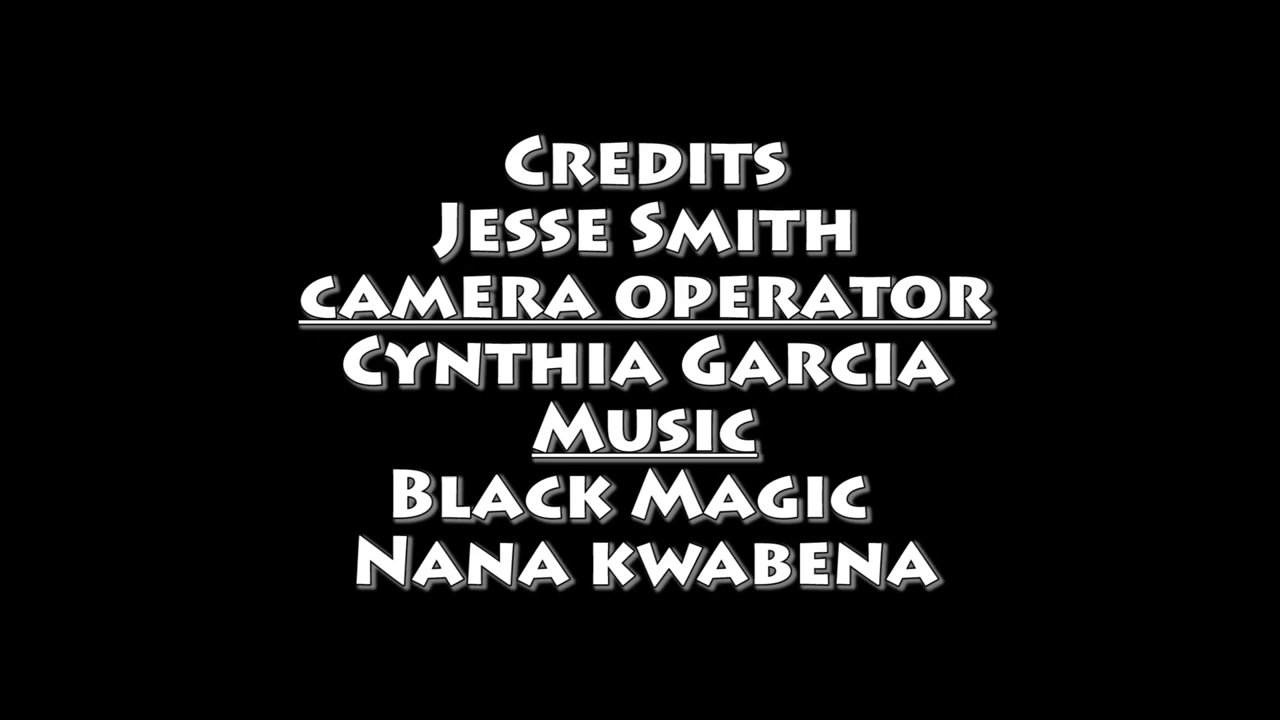 Credits
Jesse Smith
camera operator
Cynthia Garcia
Music
Black Magic
Nana kwabena